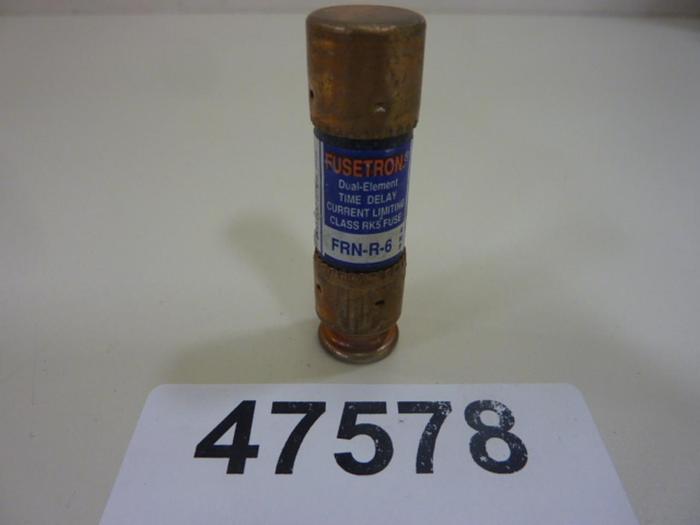 FUSETRON®
Dual-Element
TIME DELAY
CURRENT LIMITING
CLASS RK5 FUSE
FRN-R-6
47578